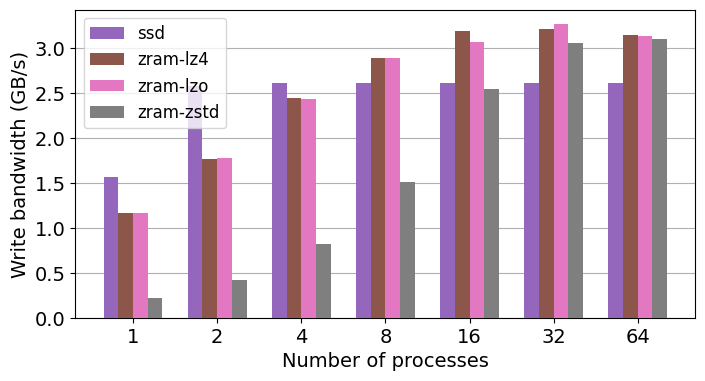 ssd
zram-lz4
zram-lzo
zram-zstd
Write bandwidth (GB/s)
3.0
2.5
2.0
1.5
1.0
0.5
0.0
1 2 4 8 16 32 64
Number of processes